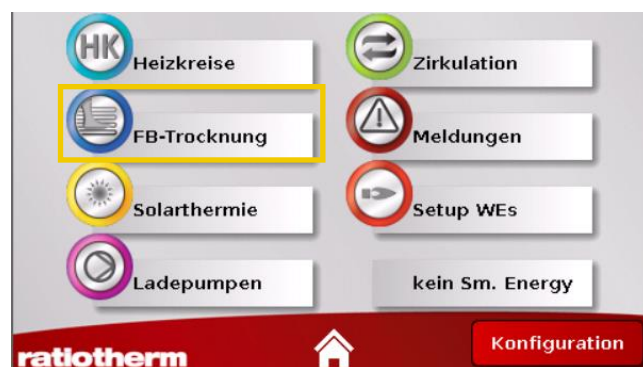 HK
Heizkreise
Zirkulation
FB-Trocknung
Meldungen
Solarthermie
Setup WEs
Ladepumpen
kein Sm. Energy
ratiotherm
Konfiguration